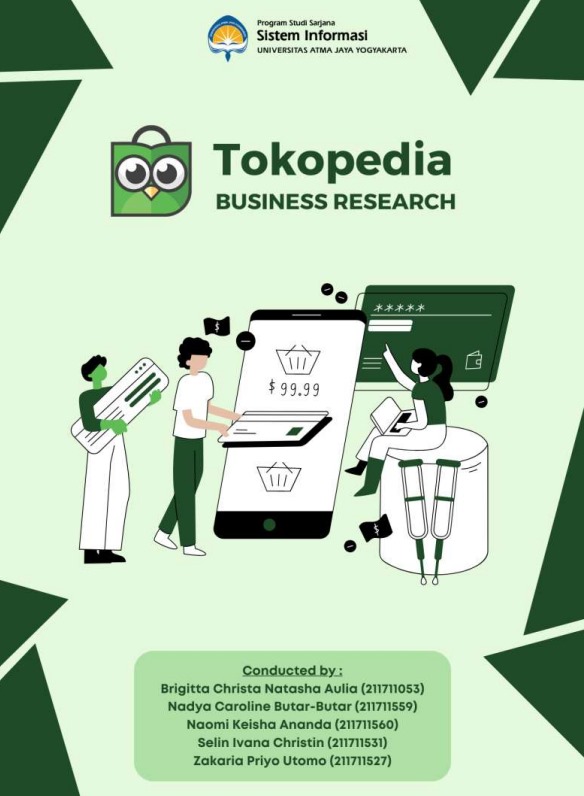 Program Studi Sarjana
Sistem Informasi
UNIVERSITAS ATMA JAYA YOGYAKARTA
Tokopedia
BUSINESS RESEARCH
*****
$
$ 99.99
$
Conducted by :
Brigitta Christa Natasha Aulia (211711053)
Nadya Caroline Butar-Butar (211711559)
Naomi Keisha Ananda (211711560)
Selin Ivana Christin (211711531)
Zakaria Priyo Utomo (211711527)